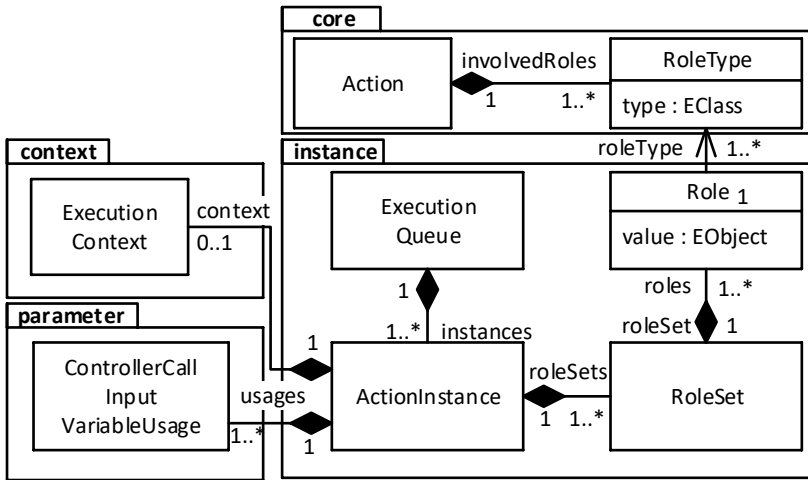 core
Action
involvedRoles
1
1..*
RoleType
type : EClass
context
Execution
Context
context
0..1
instance
roleType
1..*
Execution
Queue
1
Role 1
value : EObject
roles
1..*
roleSet
1
parameter
ControllerCall
Input
VariableUsage
usages
1..*
1
1
1..*
instances
ActionInstance
roleSets
1
1..*
RoleSet